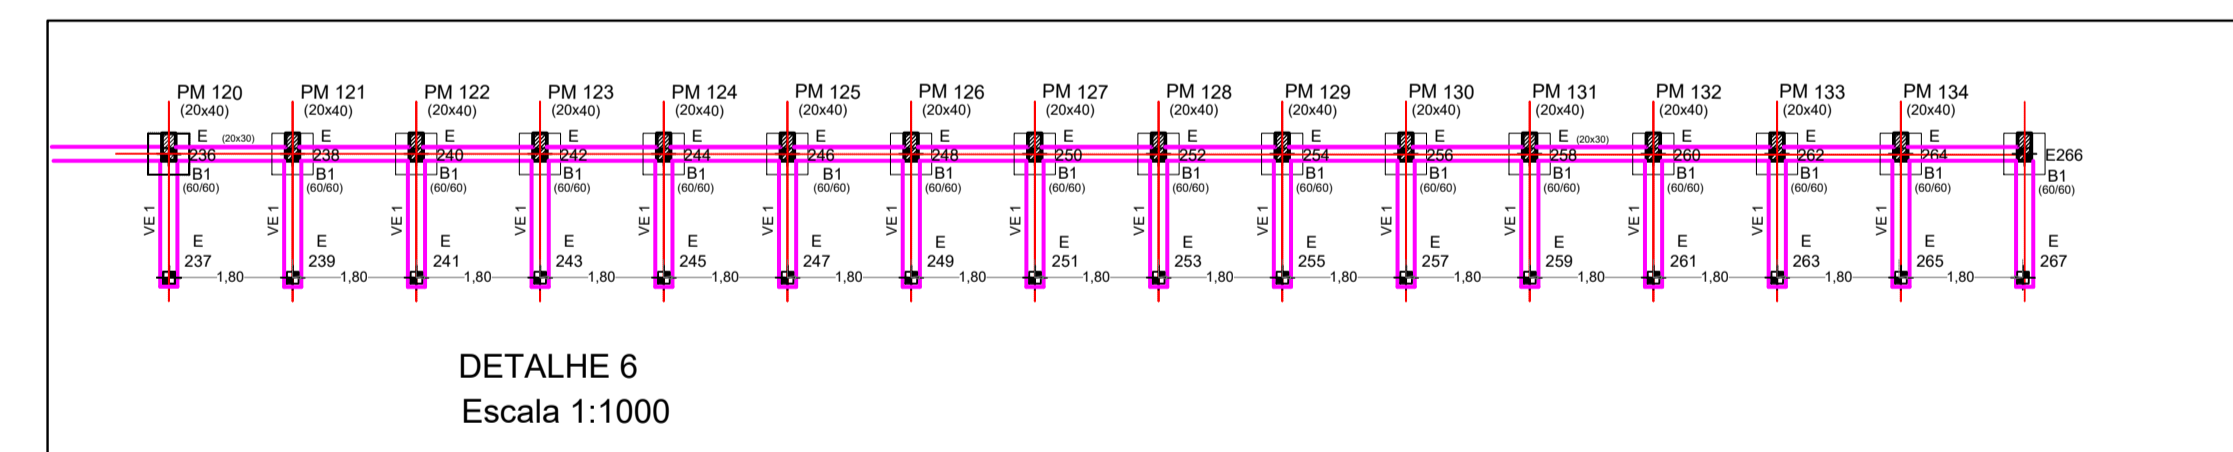 PM 120 PM 121 PM 122 PM 123 PM 124 PM 125 PM 126 PM 127 PM 128 PM 129 PM 130 PM 131 PM 132 PM 133 PM 134
(20x40) (20x40) (20x40) (20x40) (20x40) (20x40) (20x40) (20x40) (20x40) (20x40) (20x40) (20x40) (20x40) (20x40) (20x40)
E (20x30) E E E E E E E E E E E (20x30) E E E
236 238 240 242 244 246 248 250 252 254 256 258 260 262 264 E266
B1 B1 B1 B1 B1 B1 B1 B1 B1 B1 B1 B1 B1 B1 B1 B1
(60/60) (60/60) (60/60) (60/60) (60/60) (60/60) (60/60) (60/60) (60/60) (60/60) (60/60) (60/60) (60/60) (60/60) (60/60) (60/60)
VE 1 VE 1 VE 1 VE 1 VE 1 VE 1 VE 1 VE 1 VE 1 VE 1 VE 1 VE 1 VE 1 VE 1 VE 1 VE 1
E E E E E E E E E E E E E E E E
237 239 241 243 245 247 249 251 253 255 257 259 261 263 265 267
1,80 1,80 1,80 1,80 1,80 1,80 1,80 1,80 1,80 1,80 1,80 1,80 1,80 1,80 1,80
DETALHE 6
Escala 1:1000